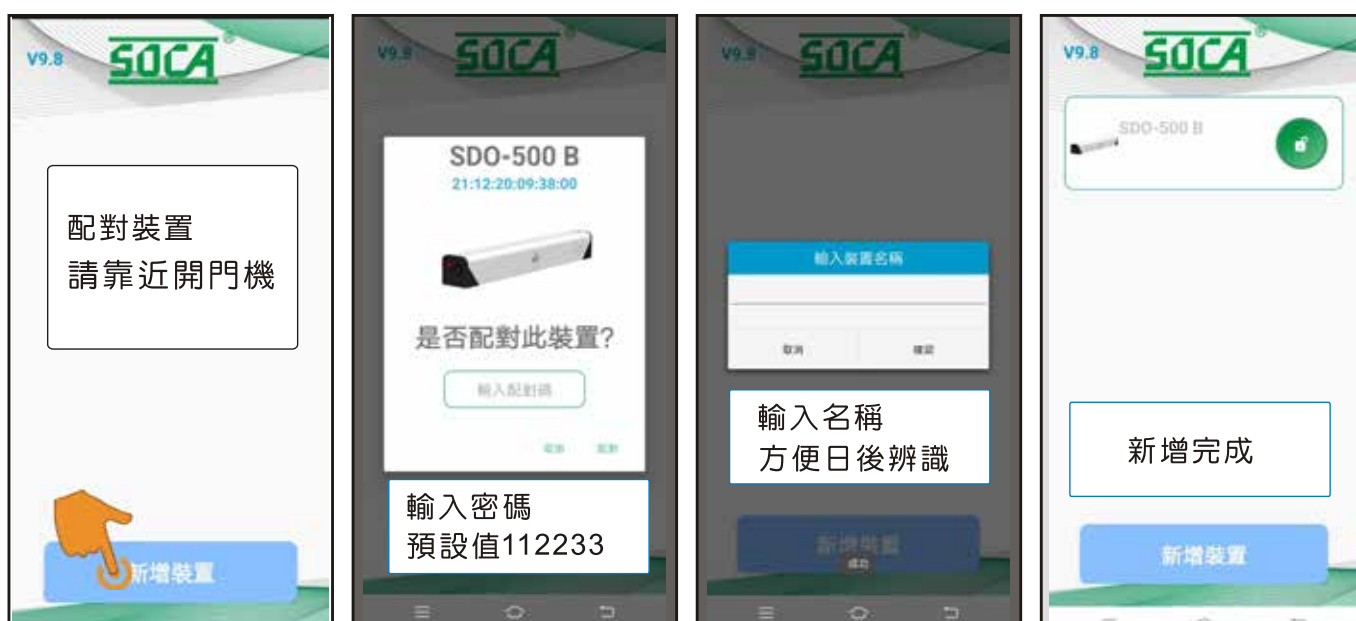 V9.8
SOCA®
配對裝置
請靠近開門機
新增裝置
V9.8
SOCA®
SDO-500 B
21:12:20:09:38:00
是否配對此裝置?
輸入配對碼
取消 配對
輸入密碼
預設值112233
V9.8
SOCA®
輸入裝置名稱
取消 確認
輸入名稱
方便日後辨識
新增裝置
成功
V9.8
SOCA®
SDO-500 B
新增完成
新增裝置